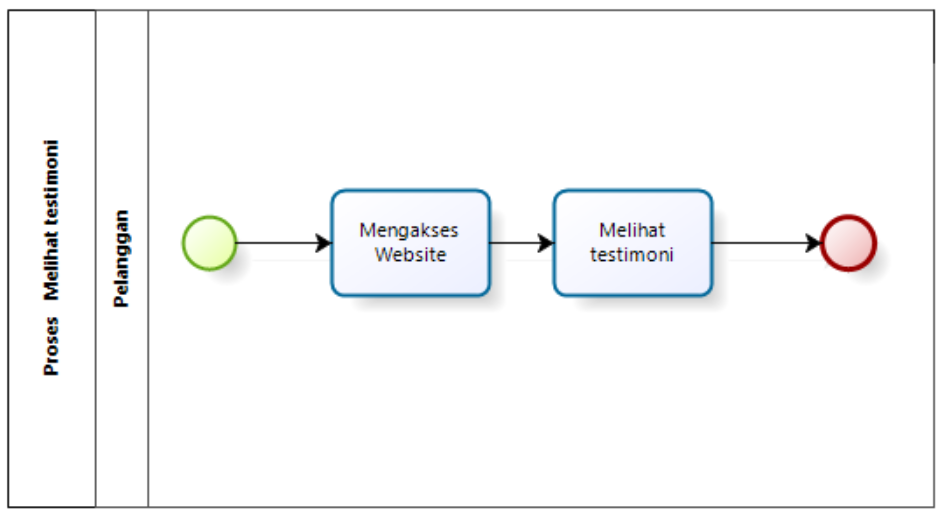 Proses Melihat testimoni
Pelanggan
Mengakses
Website
Melihat
testimoni